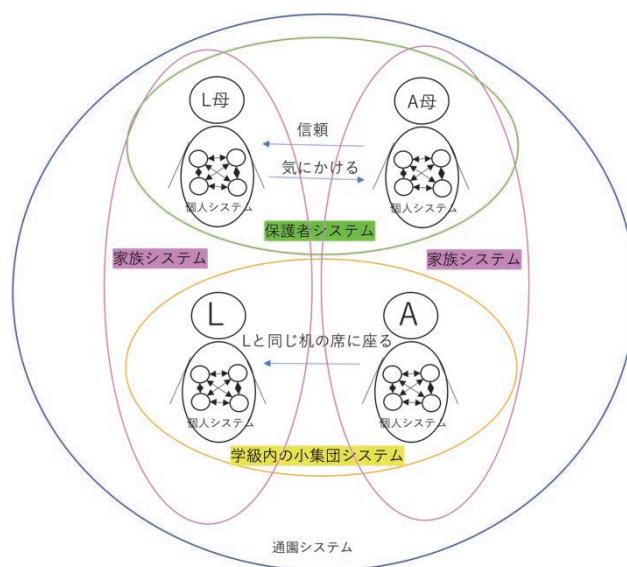 L母
A母
信頼
気にかける
個人システム
個人システム
保護者システム
家族システム
家族システム
L
A
Lと同じ机の席に座る
個人システム
個人システム
学級内の小集団システム
通園システム